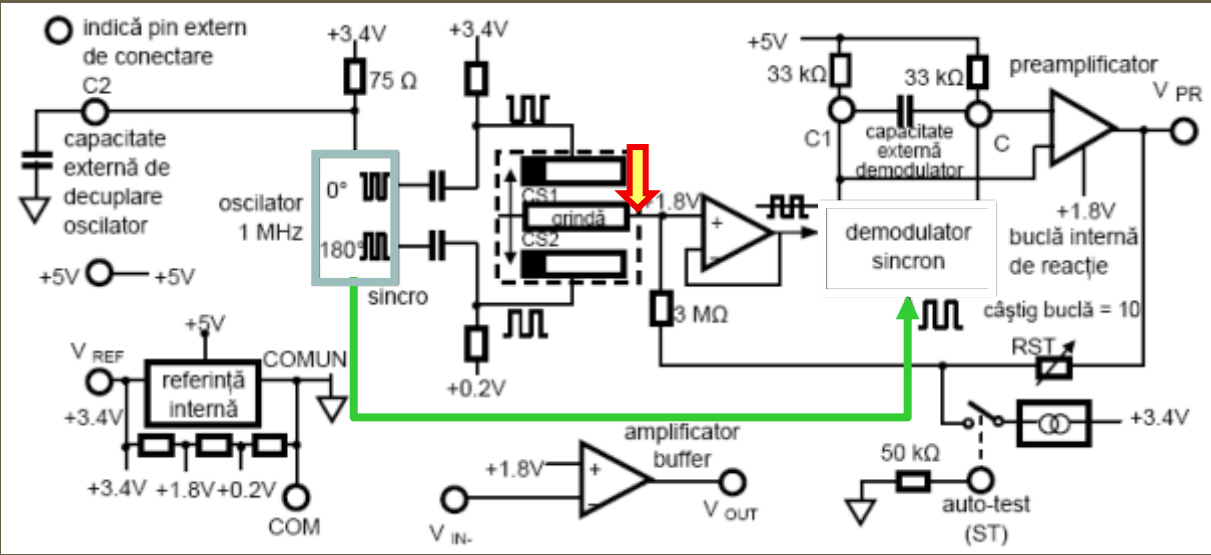 indică pin extern
de conectare
C2
capacitate
externă de
decuplare
oscilator
+3.4V
75 Ω
+3.4V
oscilator
1 MHz
0°
180°
sincro
CS1
grindă
CS2
+0.2V
+1.8V
+
−
3 MΩ
+5V
33 kΩ
33 kΩ
C1
capacitate
externă
demodulator
C
preamplificator
V PR
+1.8V
buclă internă
de reacție
câștig buclă = 10
demodulator
sincron
RST
+3.4V
50 kΩ
auto-test
(ST)
+5V
+5V
+5V
V REF
COMUN
referință
internă
+3.4V
+3.4V
+1.8V
+0.2V
COM
amplificator
buffer
+1.8V
+
−
V IN-
V OUT